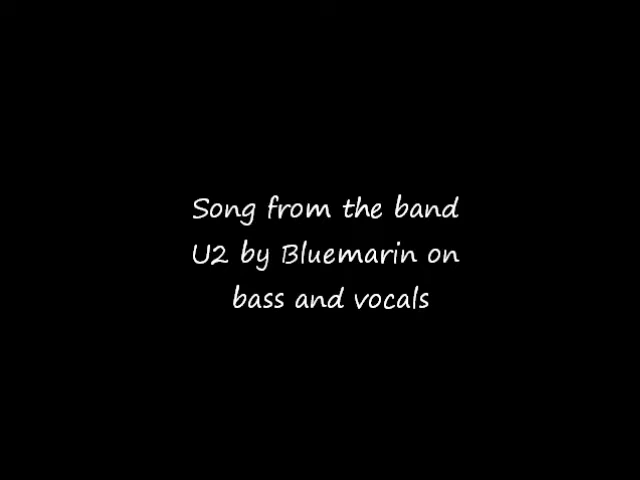 Song from the band
U2 by Bluemarin on
bass and vocals